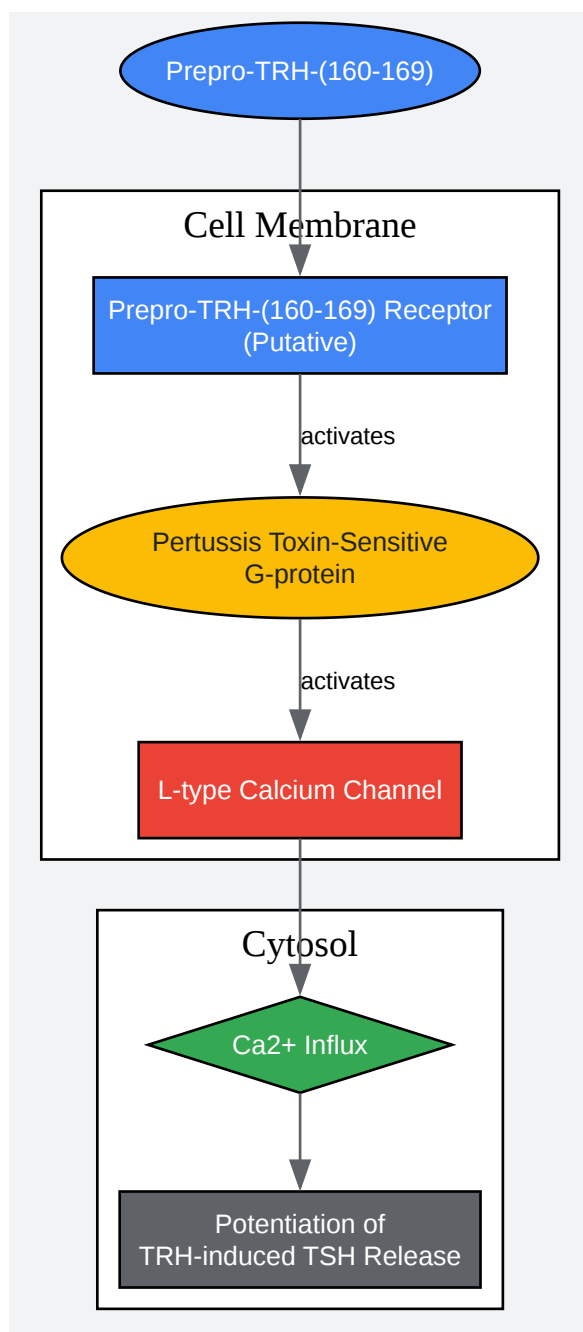 Prepro-TRH-(160-169)
Cell Membrane
Prepro-TRH-(160-169) Receptor
(Putative)
activates
Pertussis Toxin-Sensitive
G-protein
activates
L-type Calcium Channel
Cytosol
Ca2+ Influx
Potentiation of
TRH-induced TSH Release